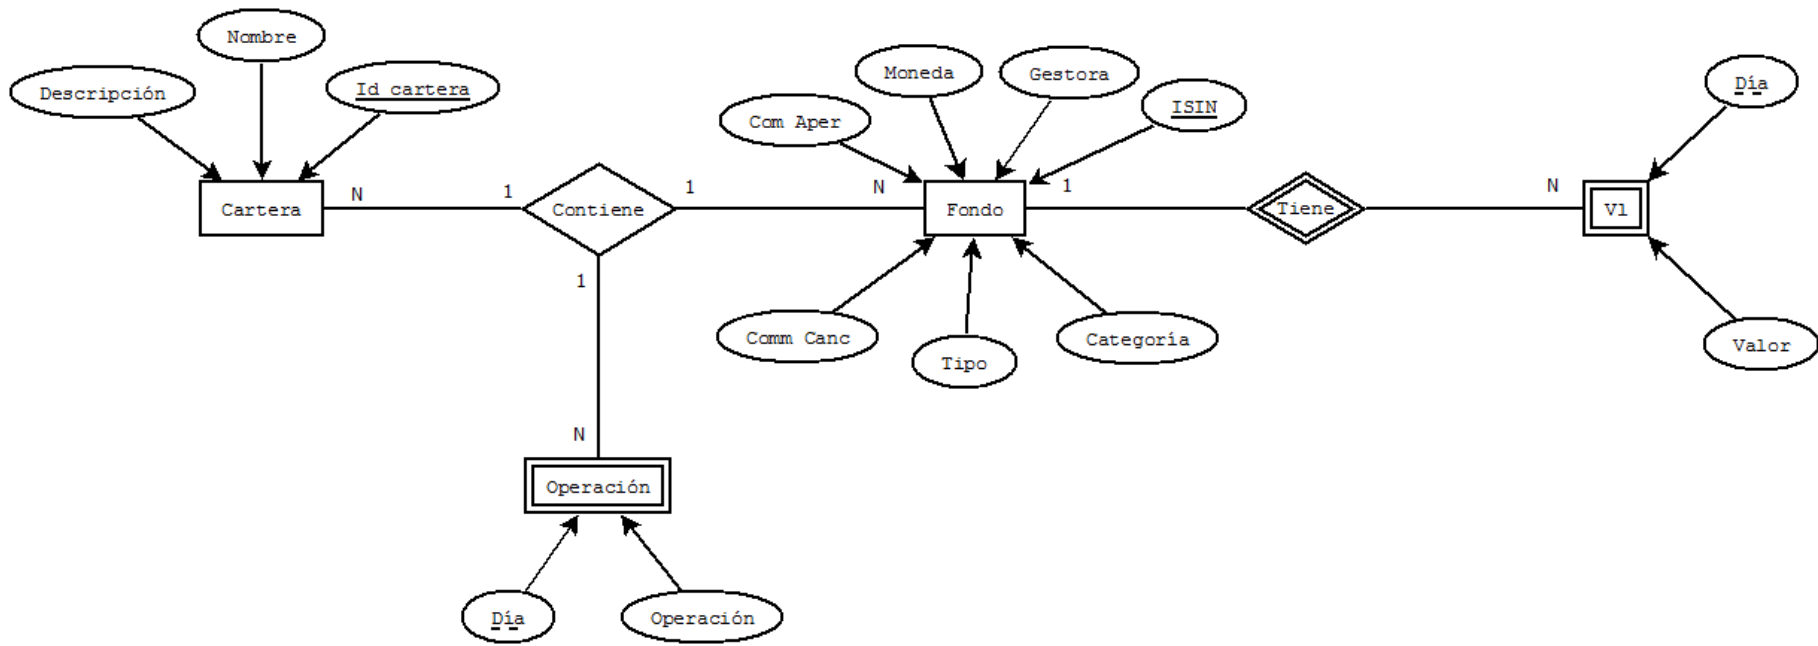 Nombre
Descripción
Id cartera
Moneda
Gestora
ISIN
Com Aper
Día
Cartera
N
1
Contiene
1
N
Fondo
1
Tiene
N
Vl
1
Comm Canc
Tipo
Categoría
Valor
N
Operación
Día
Operación